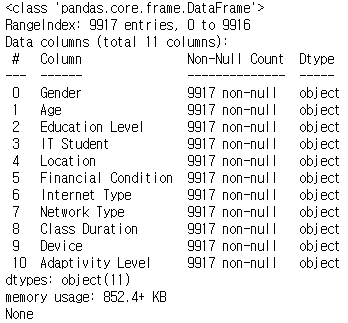 <class 'pandas.core.frame.DataFrame'>
RangeIndex: 9917 entries, 0 to 9916
Data columns (total 11 columns):
 #   Column               Non-Null Count  Dtype
---  ------               --------------  -----
 0   Gender               9917 non-null   object
 1   Age                  9917 non-null   object
 2   Education Level      9917 non-null   object
 3   IT Student           9917 non-null   object
 4   Location             9917 non-null   object
 5   Financial Condition  9917 non-null   object
 6   Internet Type        9917 non-null   object
 7   Network Type         9917 non-null   object
 8   Class Duration       9917 non-null   object
 9   Device               9917 non-null   object
 10  Adaptivity Level     9917 non-null   object
dtypes: object(11)
memory usage: 852.4+ KB
None